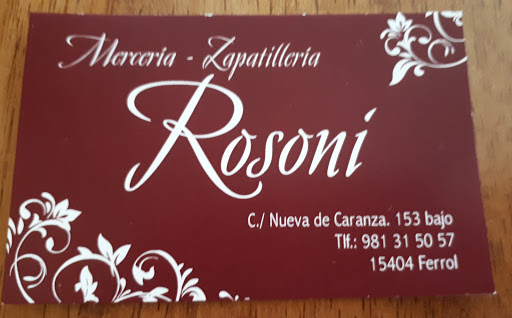 Mercería - Zapatillería
Rosoni
C./ Nueva de Caranza. 153 bajo
Tlf.: 981 31 50 57
15404 Ferrol